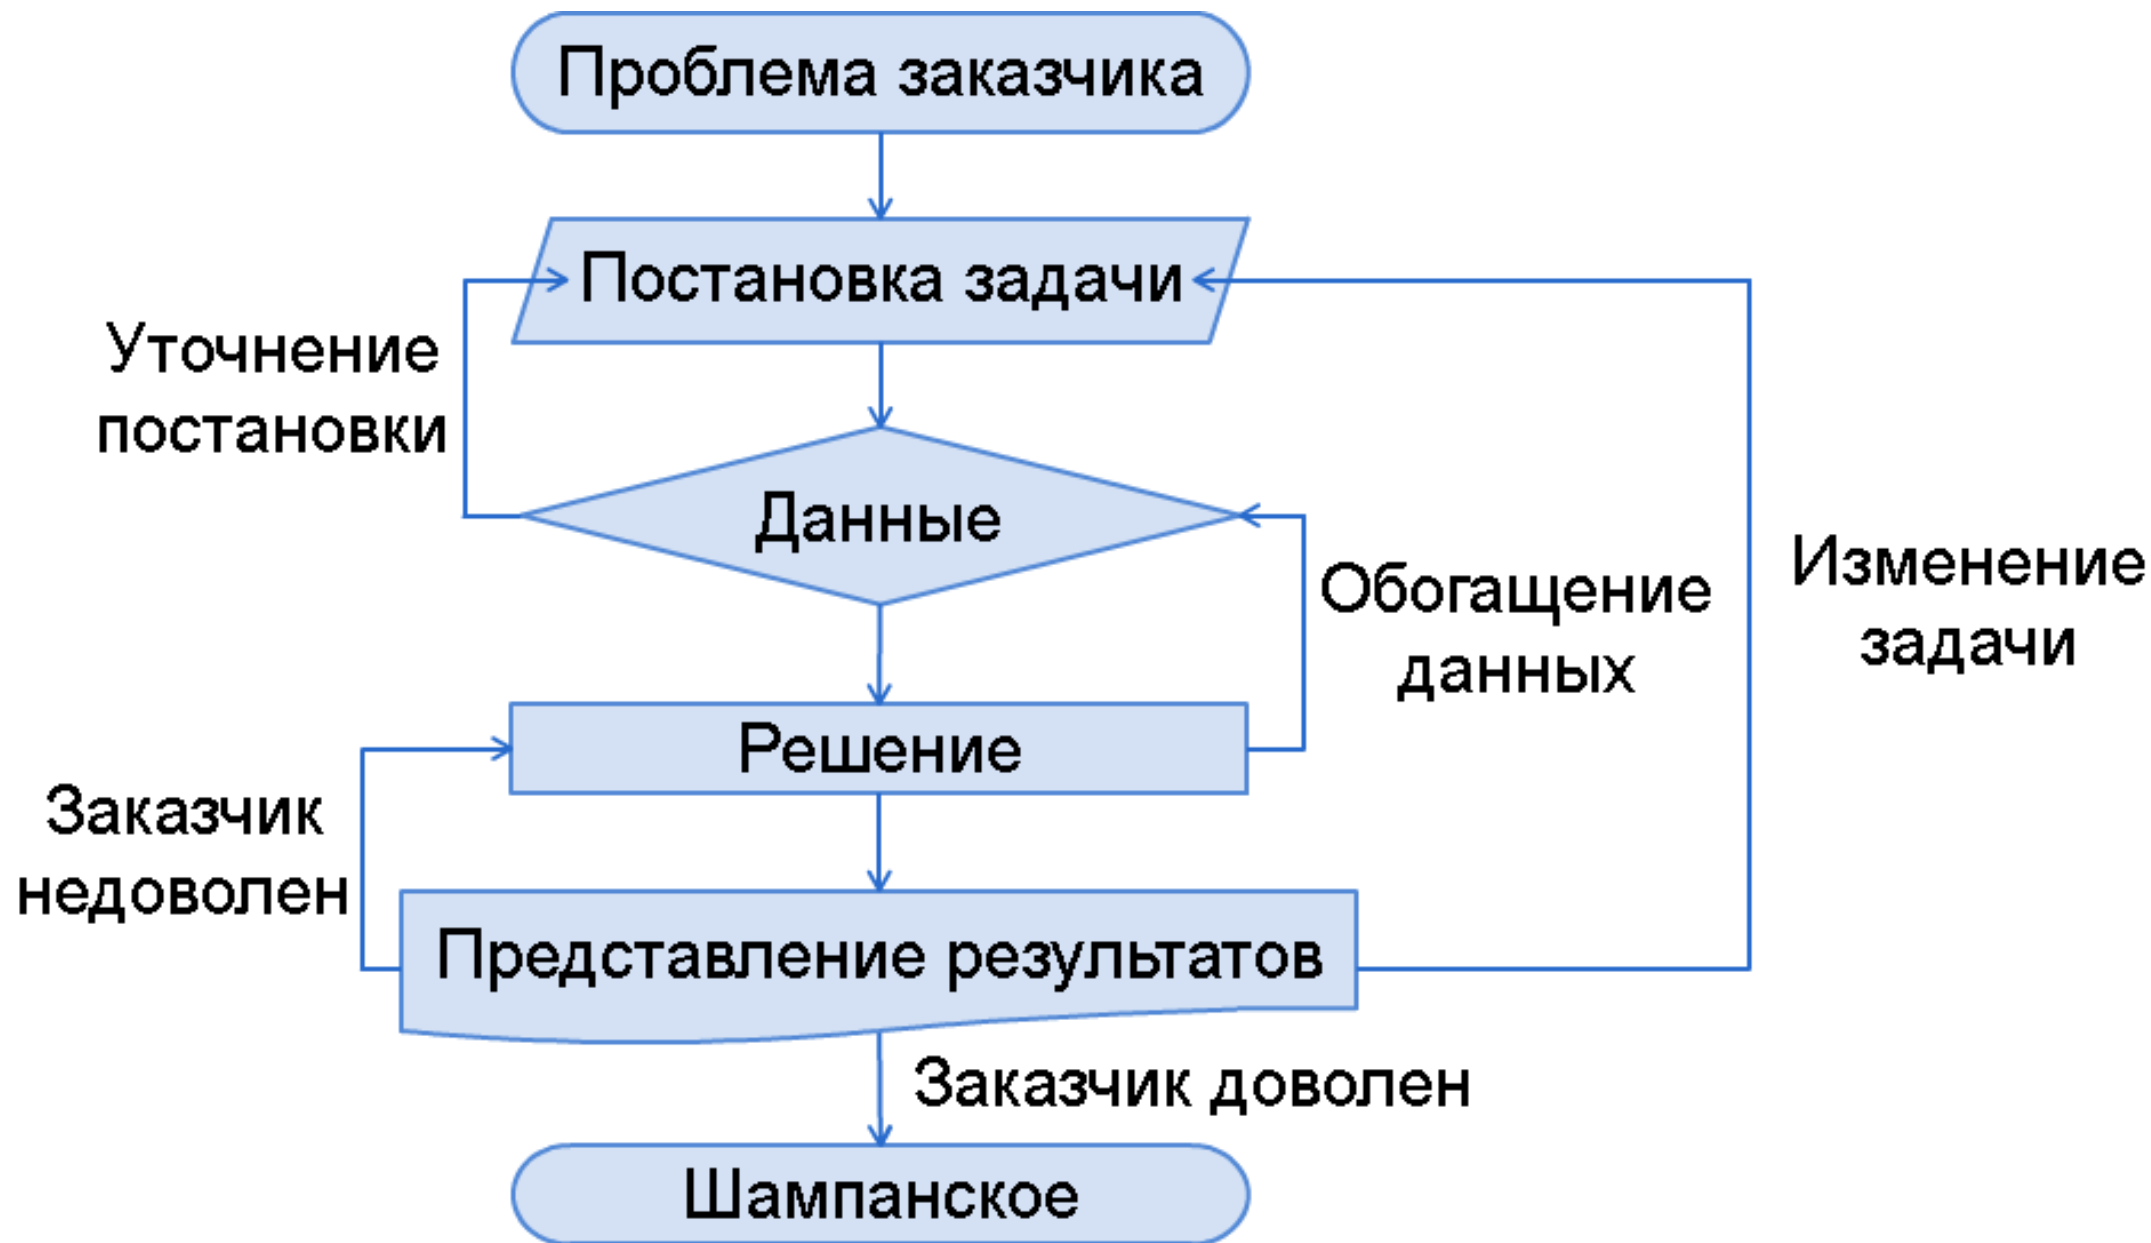 Проблема заказчика
Постановка задачи
Уточнение
постановки
Данные
Обогащение
данных
Изменение
задачи
Решение
Заказчик
недоволен
Представление результатов
Заказчик доволен
Шампанское